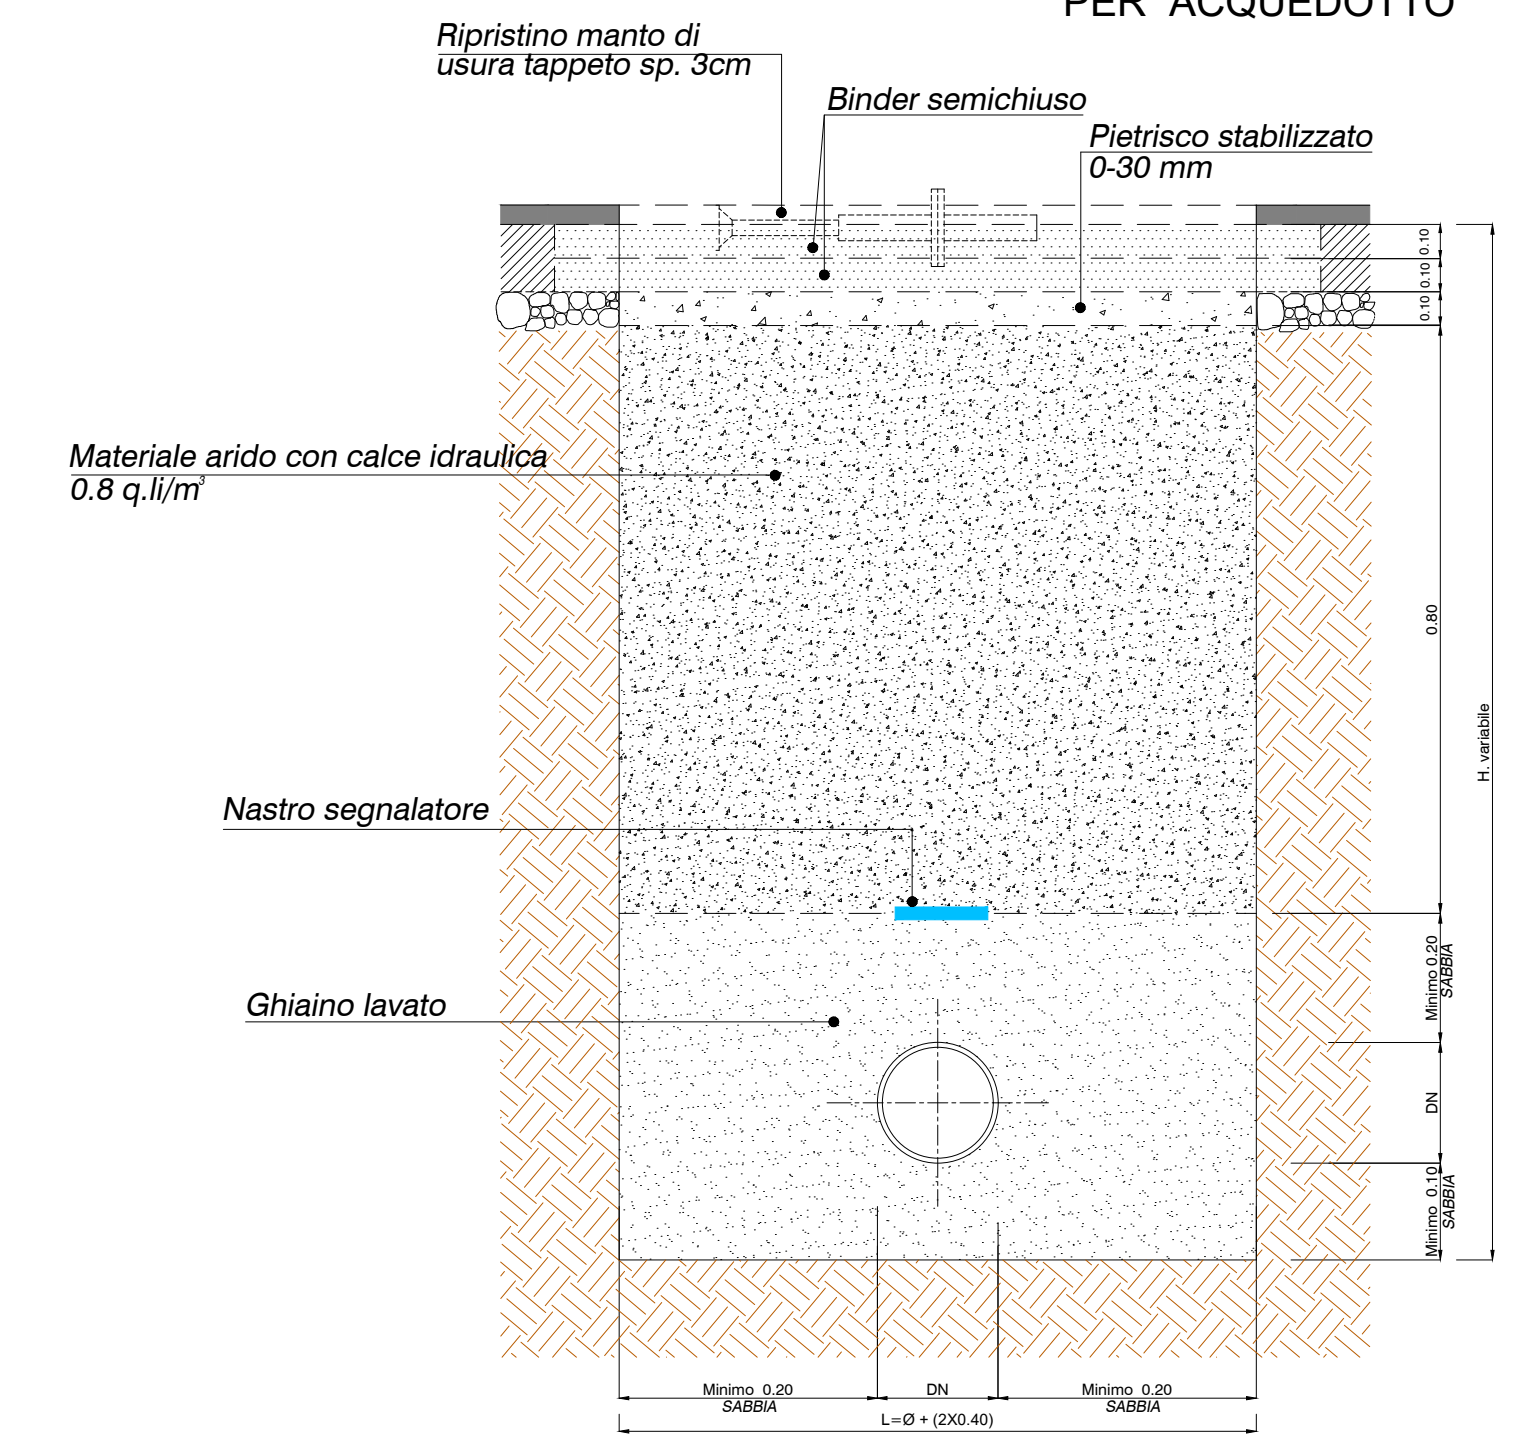 PER ACQUEDOTTO
Ripristino manto di
usura tappeto sp. 3cm
Binder semichiuso
Pietrisco stabilizzato
0-30 mm
0.10
0.10
0.10
Materiale arido con calce idraulica
0.8 q.li/m³
0.80
H. variabile
Nastro segnalatore
Minimo 0.20
SABBIA
Ghiaino lavato
DN
Minimo 0.10
SABBIA
Minimo 0.20
SABBIA
DN
Minimo 0.20
SABBIA
L=Ø + (2X0.40)